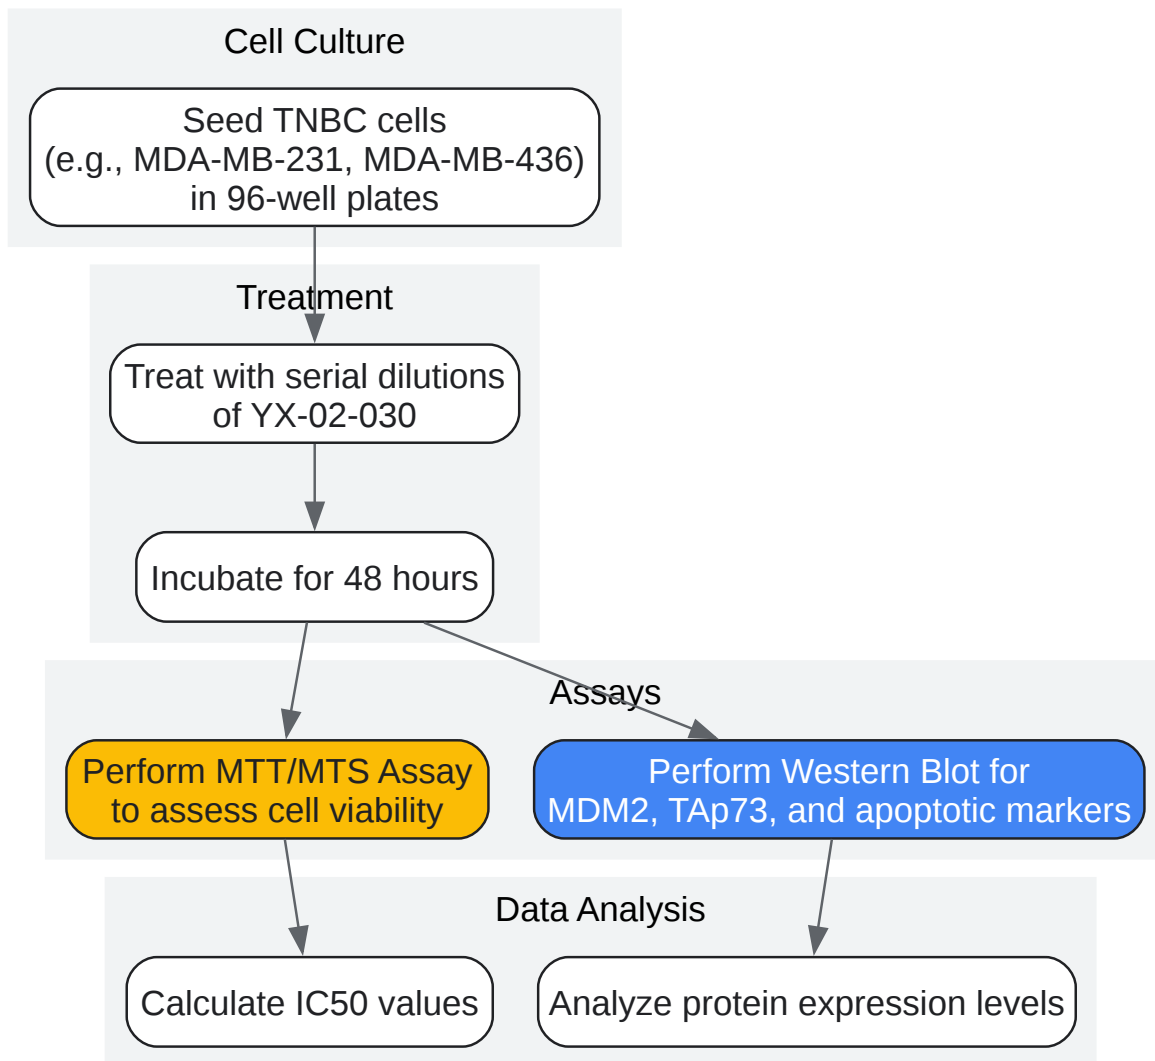 Cell Culture
Seed TNBC cells
(e.g., MDA-MB-231, MDA-MB-436)
in 96-well plates
Treatment
Treat with serial dilutions
of YX-02-030
Incubate for 48 hours
Assays
Perform MTT/MTS Assay
to assess cell viability
Perform Western Blot for
MDM2, TAp73, and apoptotic markers
Data Analysis
Calculate IC50 values
Analyze protein expression levels